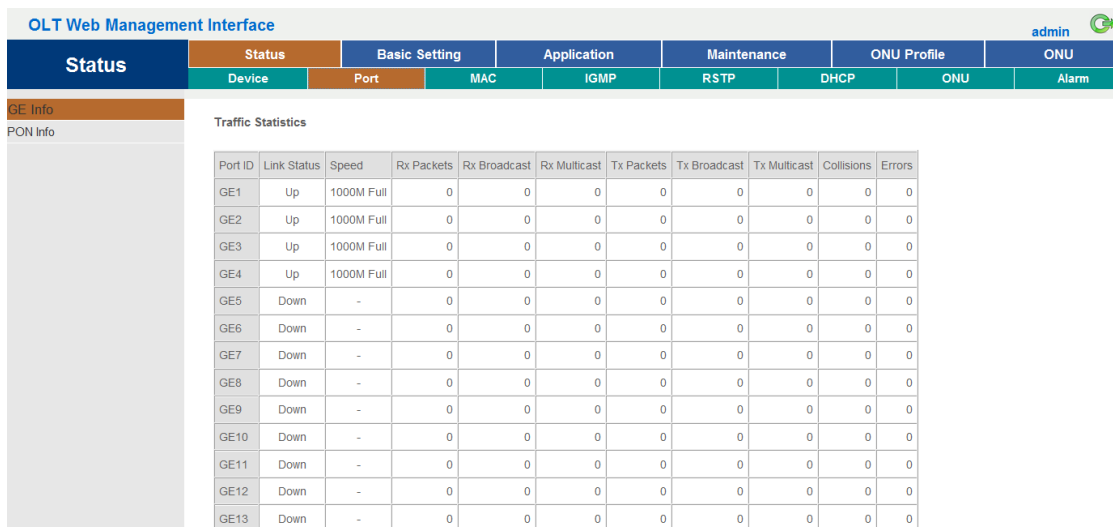 OLT Web Management Interface
admin
Status
Status Basic Setting Application Maintenance ONU Profile ONU
Device Port MAC IGMP RSTP DHCP ONU Alarm
GE Info
PON Info
Traffic Statistics
Port ID Link Status Speed Rx Packets Rx Broadcast Rx Multicast Tx Packets Tx Broadcast Tx Multicast Collisions Errors
GE1 Up 1000M Full 0 0 0 0 0 0 0 0
GE2 Up 1000M Full 0 0 0 0 0 0 0 0
GE3 Up 1000M Full 0 0 0 0 0 0 0 0
GE4 Up 1000M Full 0 0 0 0 0 0 0 0
GE5 Down - 0 0 0 0 0 0 0 0
GE6 Down - 0 0 0 0 0 0 0 0
GE7 Down - 0 0 0 0 0 0 0 0
GE8 Down - 0 0 0 0 0 0 0 0
GE9 Down - 0 0 0 0 0 0 0 0
GE10 Down - 0 0 0 0 0 0 0 0
GE11 Down - 0 0 0 0 0 0 0 0
GE12 Down - 0 0 0 0 0 0 0 0
GE13 Down - 0 0 0 0 0 0 0 0